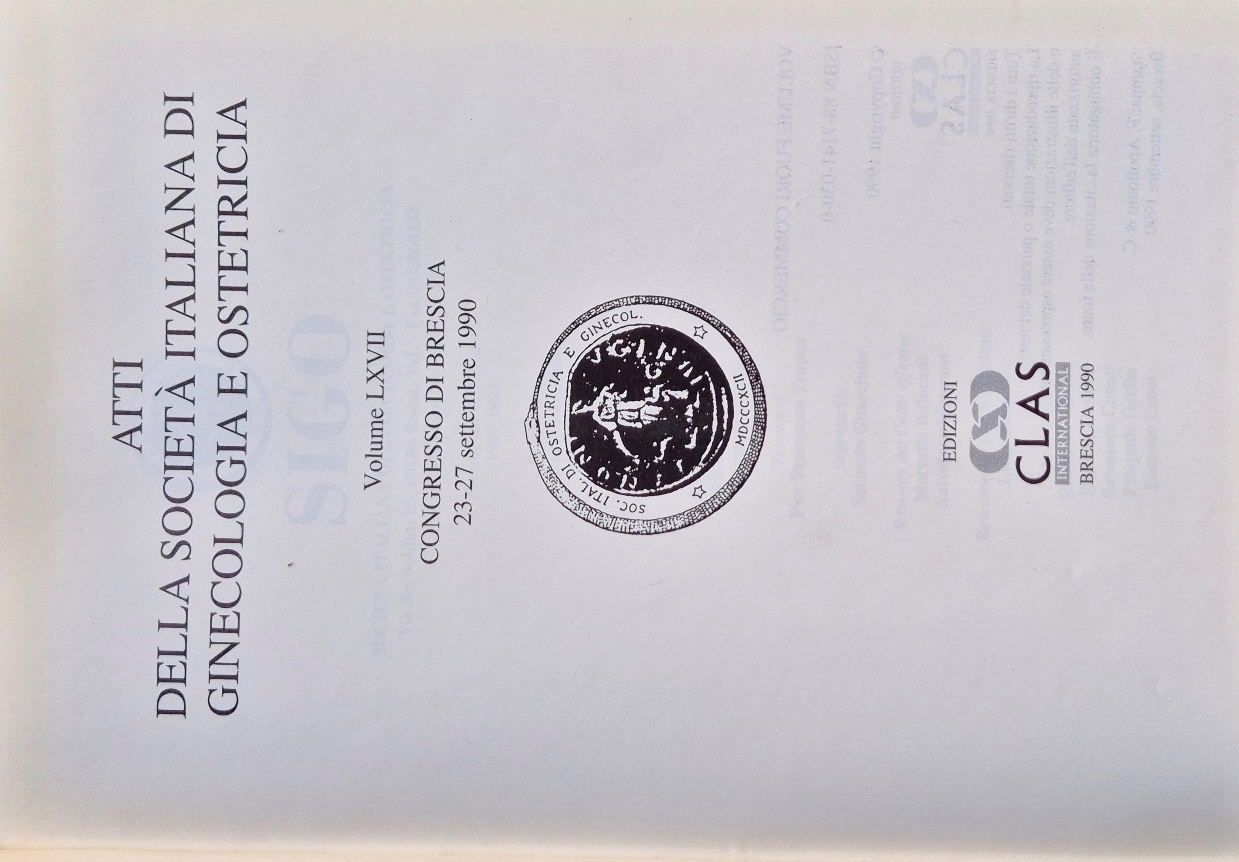 ATTI
DELLA SOCIETÀ ITALIANA DI
GINECOLOGIA E OSTETRICIA
Volume LXVII
CONGRESSO DI BRESCIA
23-27 settembre 1990
SOC. ITAL. DI OSTETRICIA E GINECOL.
MDCCCXCII
EDIZIONI
CLAS
INTERNATIONAL
BRESCIA 1990